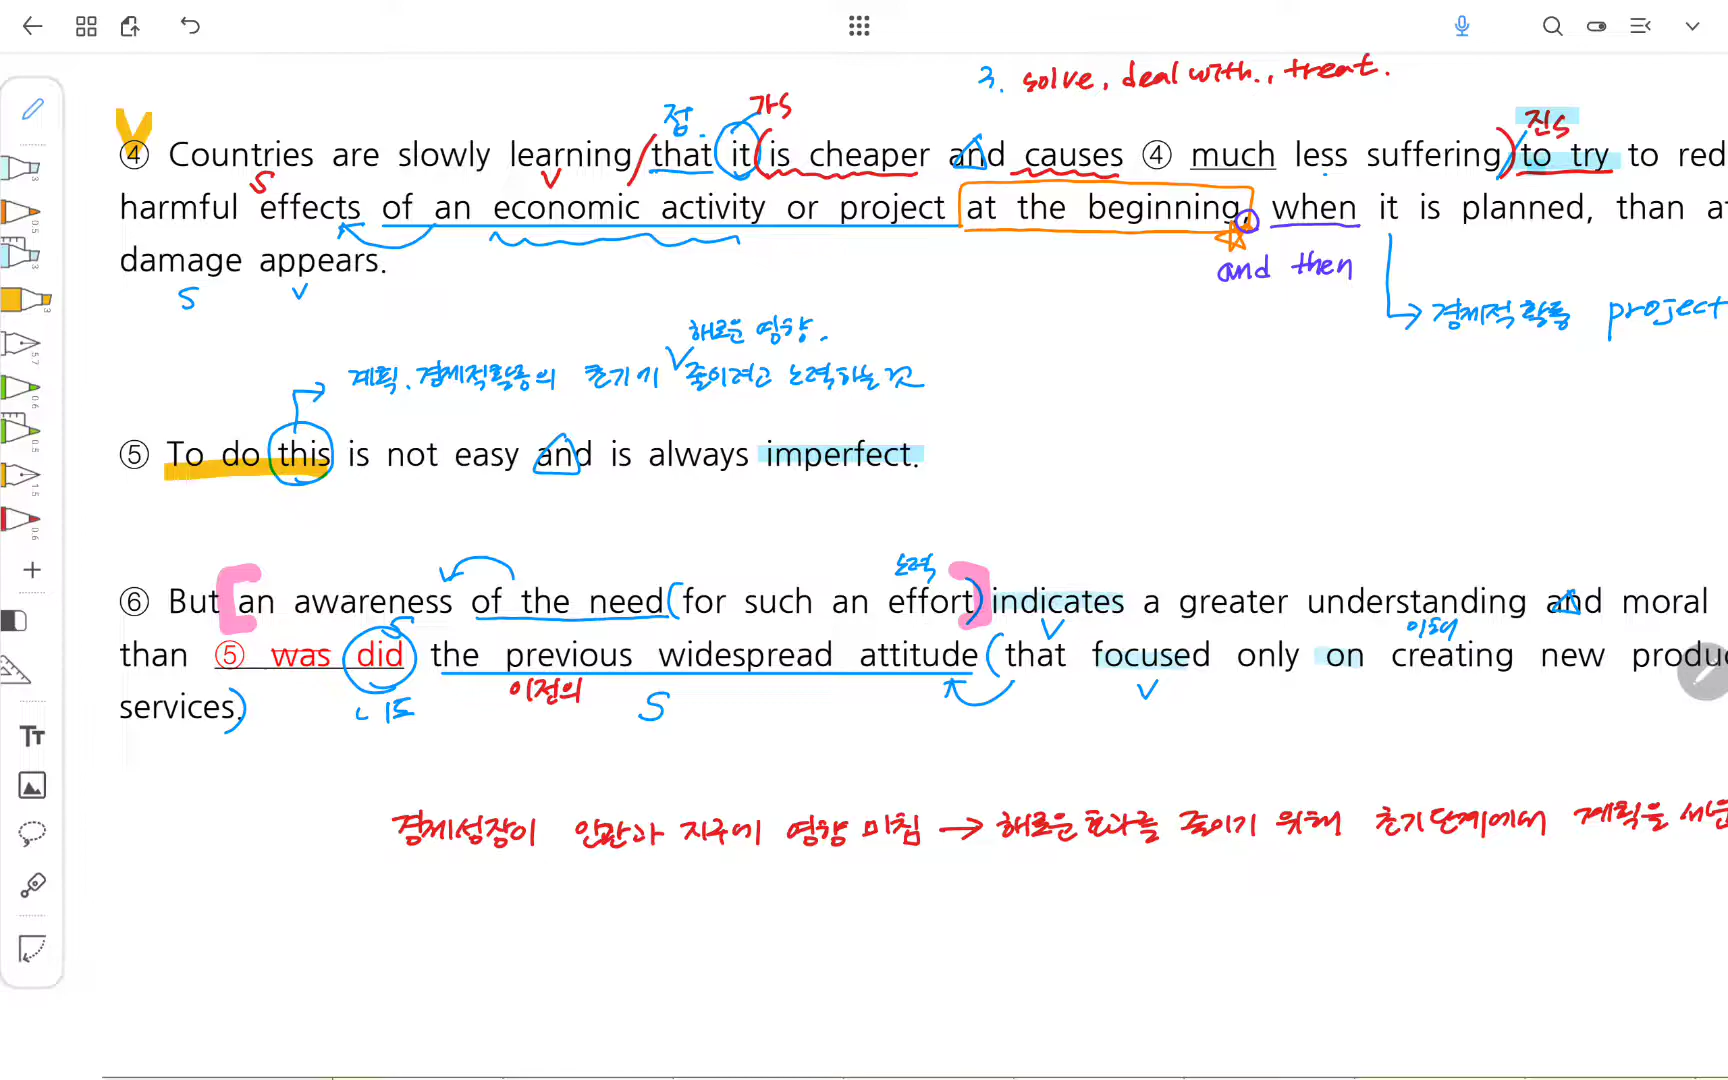 3. solve, deal with, treat.
접. 가S 진S
④ Countries are slowly learning that it is cheaper and causes ④ much less suffering to try to red
S V
harmful effects of an economic activity or project at the beginning, when it is planned, than a
damage appears. and then
S V
경제적 활동 project
해로운 영향.
계획, 경제적활동의 초기기 줄이려고 노력하는 것
⑤ To do this is not easy and is always imperfect.
노력
⑥ But an awareness of the need for such an effort indicates a greater understanding and moral
V 이해
than ⑤ was did the previous widespread attitude that focused only on creating new produ
이전의 S V
services.
경제성장이 인간과 지구에 영향 미침 → 해로운 효과를 줄이기 위해 초기단계에서 계획을 세운